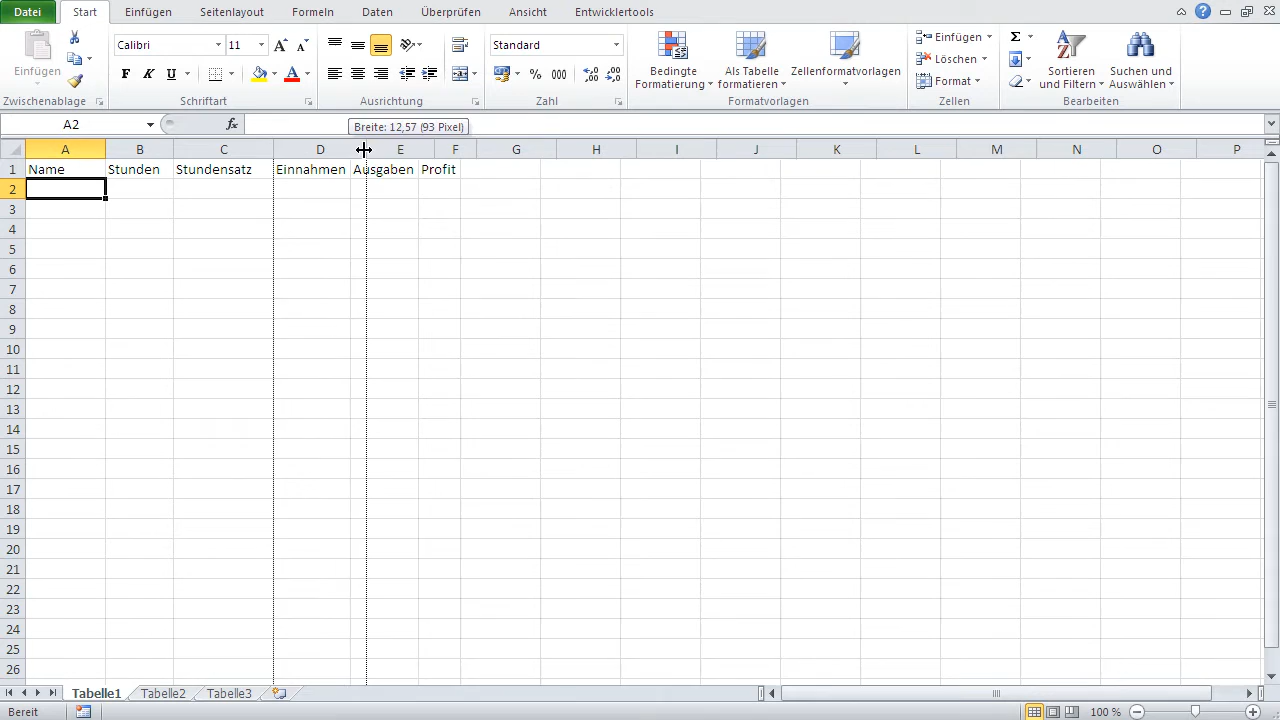 Datei Start Einfügen Seitenlayout Formeln Daten Überprüfen Ansicht Entwicklertools
Calibri 11 Standard
Einfügen
F K U
% 000
Bedingte Formatierung
Als Tabelle formatieren
Zellenformatvorlagen
Einfügen
Löschen
Format
Σ
Sortieren und Filtern
Suchen und Auswählen
Zwischenablage Schriftart Ausrichtung Zahl Formatvorlagen Zellen Bearbeiten
A2 fx
Breite: 12,57 (93 Pixel)
A B C D E F G H I J K L M N O P
1 Name Stunden Stundensatz Einnahmen Ausgaben Profit
2
3
4
5
6
7
8
9
10
11
12
13
14
15
16
17
18
19
20
21
22
23
24
25
26
Tabelle1 Tabelle2 Tabelle3
Bereit 100 %